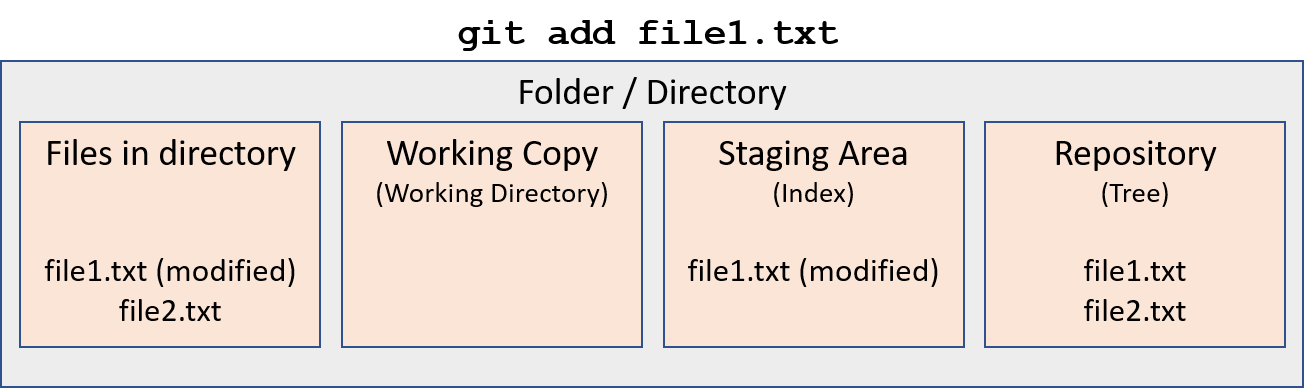 git add file1.txt
Folder / Directory
Files in directory
file1.txt (modified)
file2.txt
Working Copy
(Working Directory)
Staging Area
(Index)
file1.txt (modified)
Repository
(Tree)
file1.txt
file2.txt